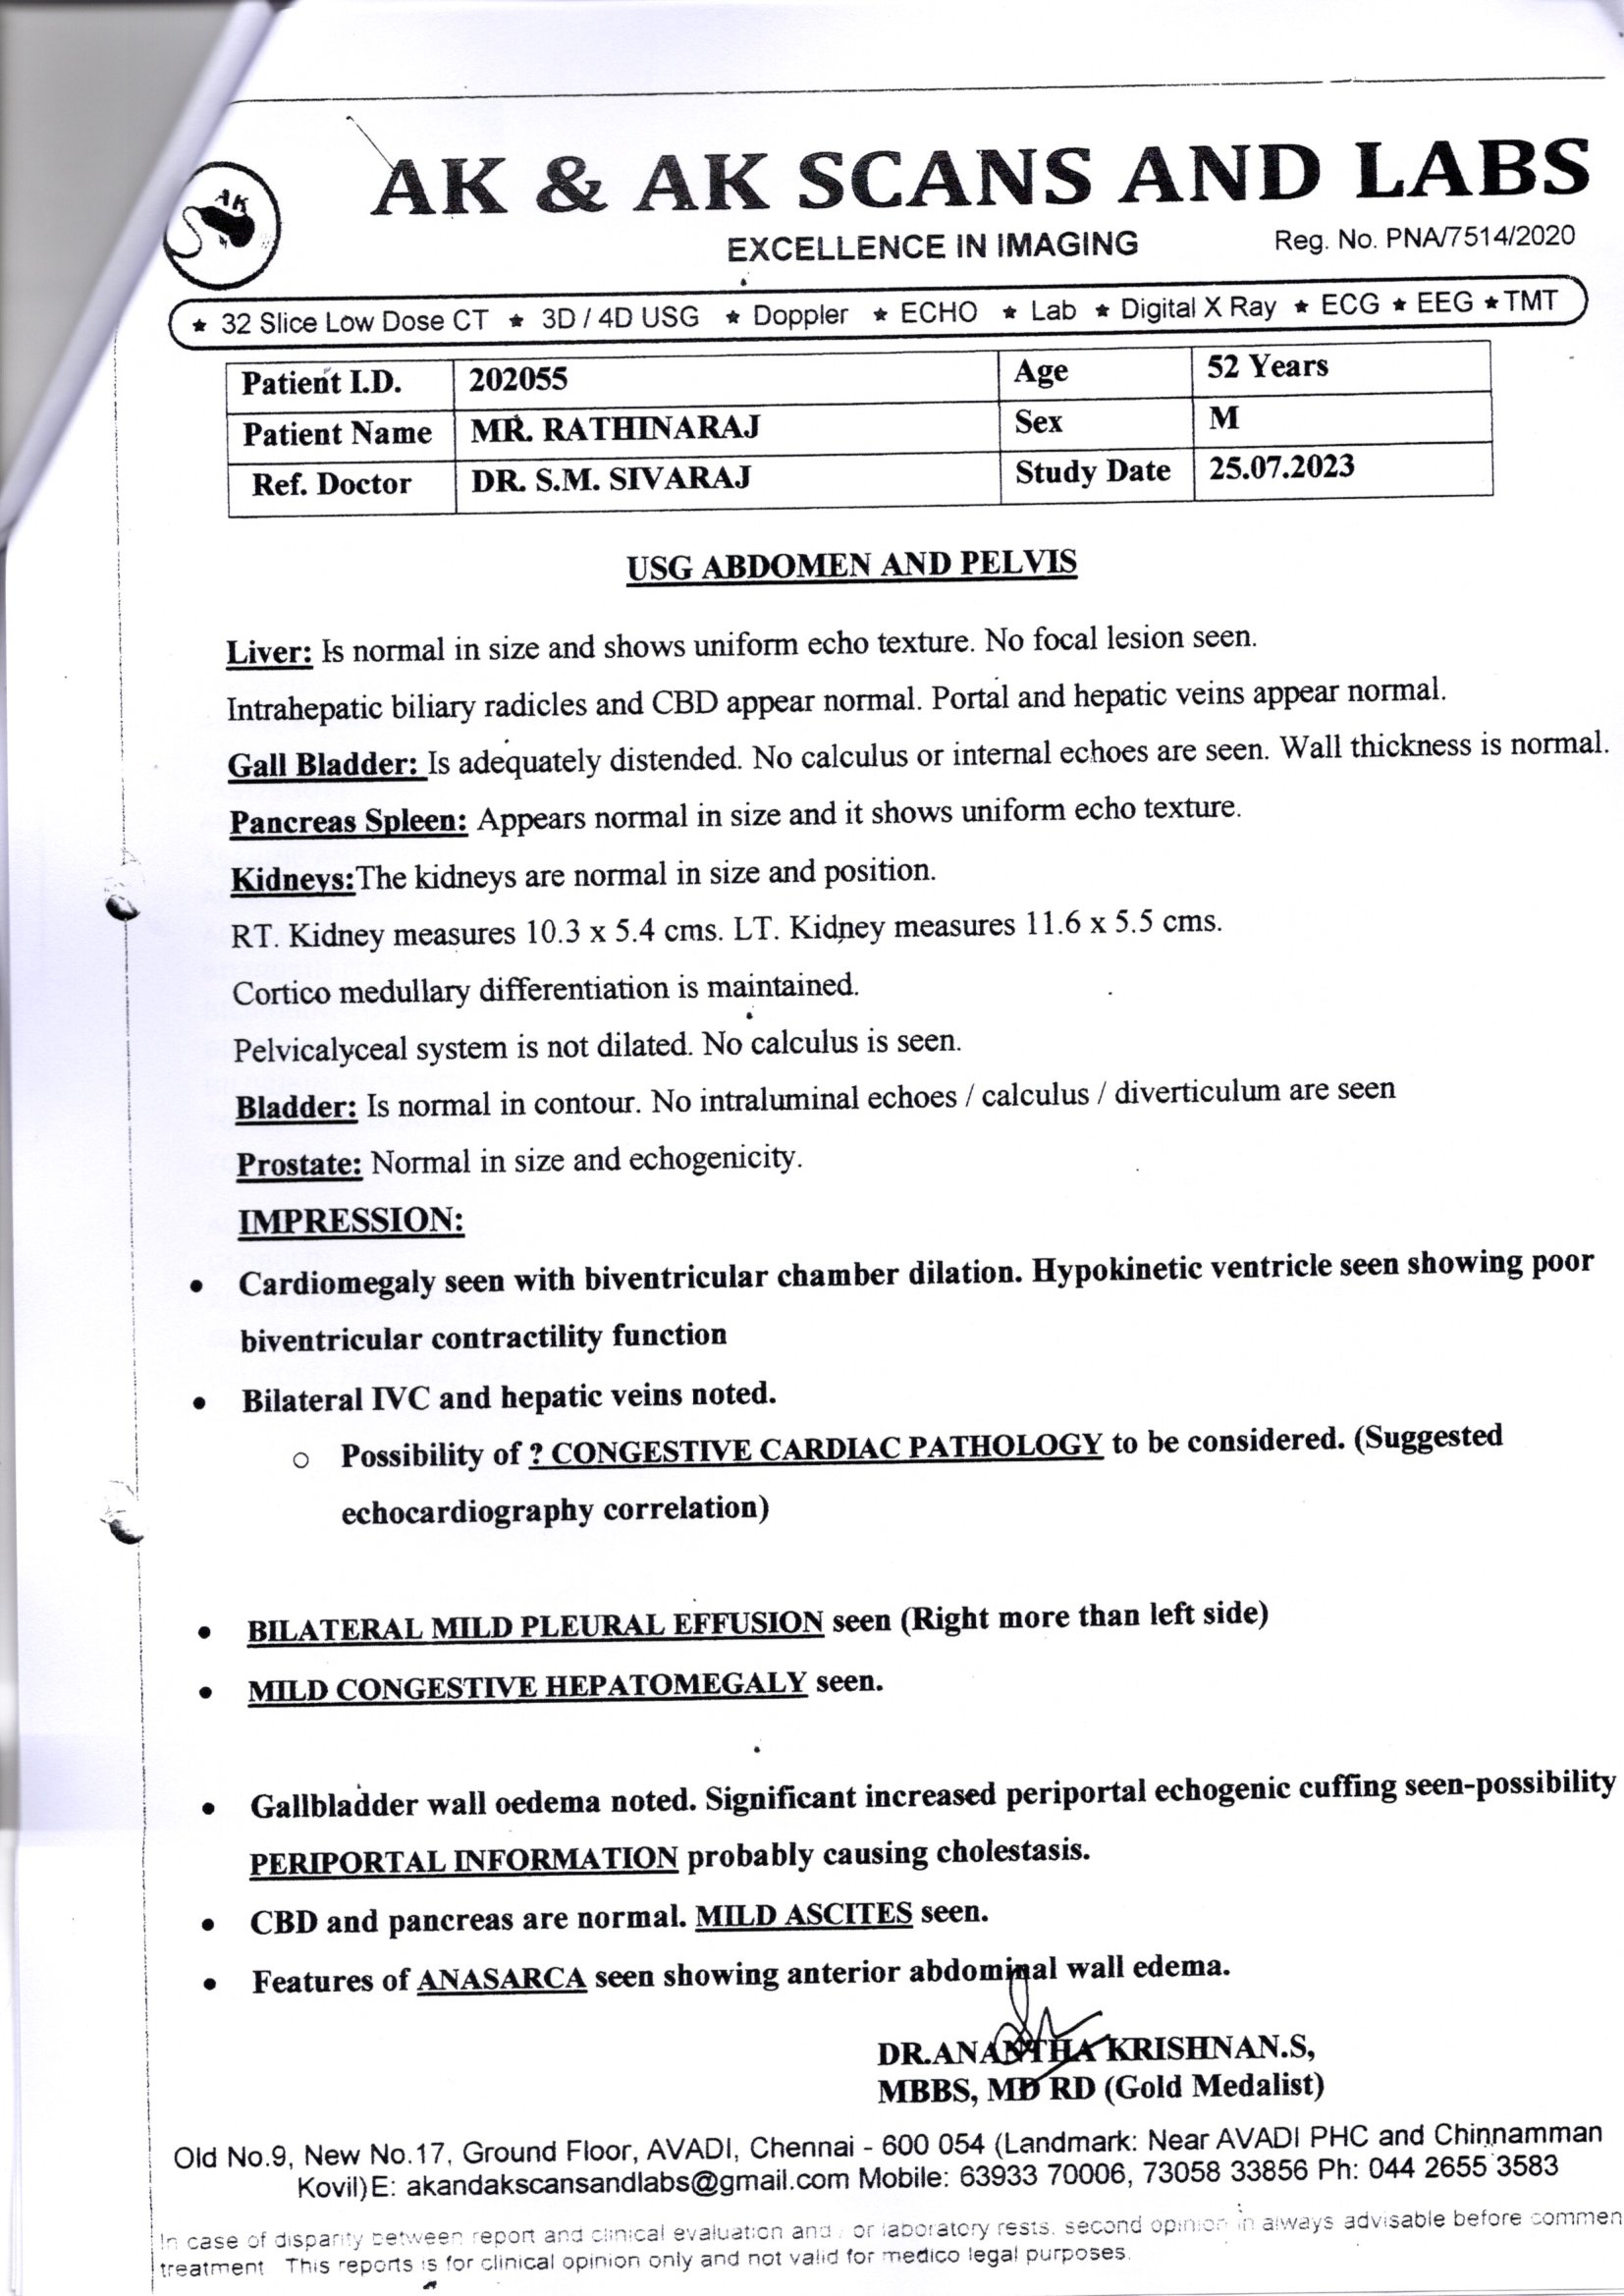 AK
AK & AK SCANS AND LABS
EXCELLENCE IN IMAGING
Reg. No. PNA/7514/2020
★ 32 Slice Low Dose CT ★ 3D / 4D USG ★ Doppler ★ ECHO ★ Lab ★ Digital X Ray ★ ECG ★ EEG ★ TMT
Patient I.D. 202055 Age 52 Years
Patient Name MR. RATHINARAJ Sex M
Ref. Doctor DR. S.M. SIVARAJ Study Date 25.07.2023
USG ABDOMEN AND PELVIS
Liver: Is normal in size and shows uniform echo texture. No focal lesion seen.
Intrahepatic biliary radicles and CBD appear normal. Portal and hepatic veins appear normal.
Gall Bladder: Is adequately distended. No calculus or internal echoes are seen. Wall thickness is normal.
Pancreas Spleen: Appears normal in size and it shows uniform echo texture.
Kidneys:The kidneys are normal in size and position.
RT. Kidney measures 10.3 x 5.4 cms. LT. Kidney measures 11.6 x 5.5 cms.
Cortico medullary differentiation is maintained.
Pelvicalyceal system is not dilated. No calculus is seen.
Bladder: Is normal in contour. No intraluminal echoes / calculus / diverticulum are seen
Prostate: Normal in size and echogenicity.
IMPRESSION:
• Cardiomegaly seen with biventricular chamber dilation. Hypokinetic ventricle seen showing poor
biventricular contractility function
• Bilateral IVC and hepatic veins noted.
○ Possibility of ? CONGESTIVE CARDIAC PATHOLOGY to be considered. (Suggested
echocardiography correlation)
• BILATERAL MILD PLEURAL EFFUSION seen (Right more than left side)
• MILD CONGESTIVE HEPATOMEGALY seen.
• Gallbladder wall oedema noted. Significant increased periportal echogenic cuffing seen-possibility
PERIPORTAL INFORMATION probably causing cholestasis.
• CBD and pancreas are normal. MILD ASCITES seen.
• Features of ANASARCA seen showing anterior abdominal wall edema.
DR.ANANTHA KRISHNAN.S,
MBBS, MD RD (Gold Medalist)
Old No.9, New No.17, Ground Floor, AVADI, Chennai - 600 054 (Landmark: Near AVADI PHC and Chinnamman
Kovil) E: akandakscansandlabs@gmail.com Mobile: 63933 70006, 73058 33856 Ph: 044 2655 3583
In case of disparity between report and clinical evaluation and / or laboratory rests. second opinion in always advisable before commen
treatment This reports is for clinical opinion only and not valid for medico legal purposes.